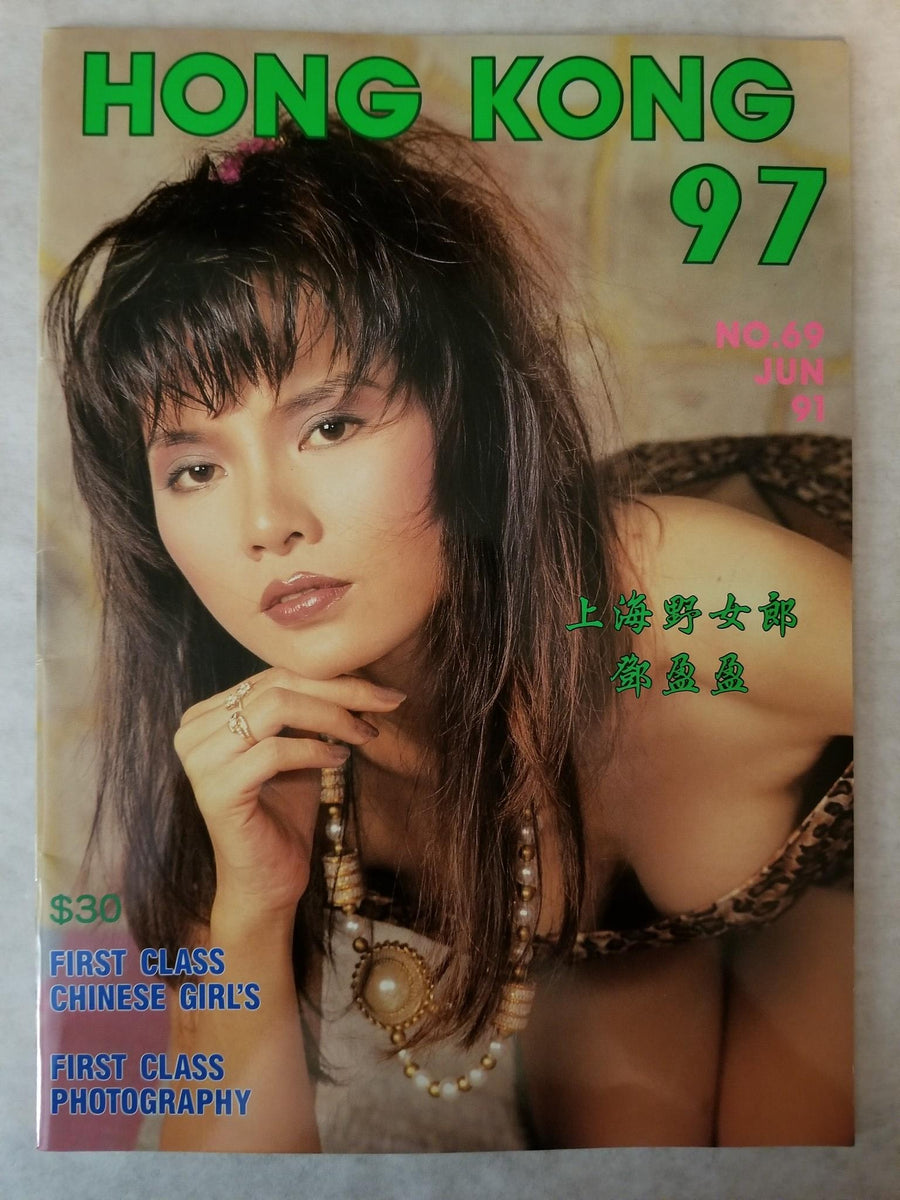 HONG KONG
97
NO.69
JUN
91
上海野女郎
鄧盈盈
$30
FIRST CLASS
CHINESE GIRL'S
FIRST CLASS
PHOTOGRAPHY